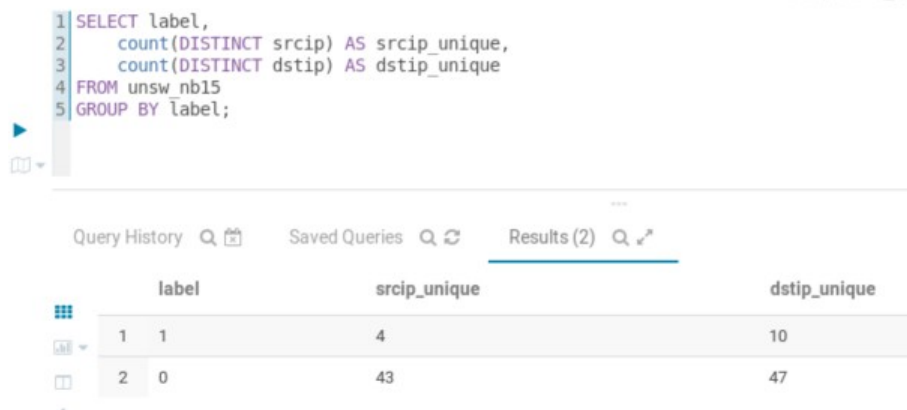 1 SELECT label,
2 count(DISTINCT srcip) AS srcip_unique,
3 count(DISTINCT dstip) AS dstip_unique
4 FROM unsw_nb15
5 GROUP BY label;
Query History Saved Queries Results (2)
label srcip_unique dstip_unique
1 1 4 10
2 0 43 47